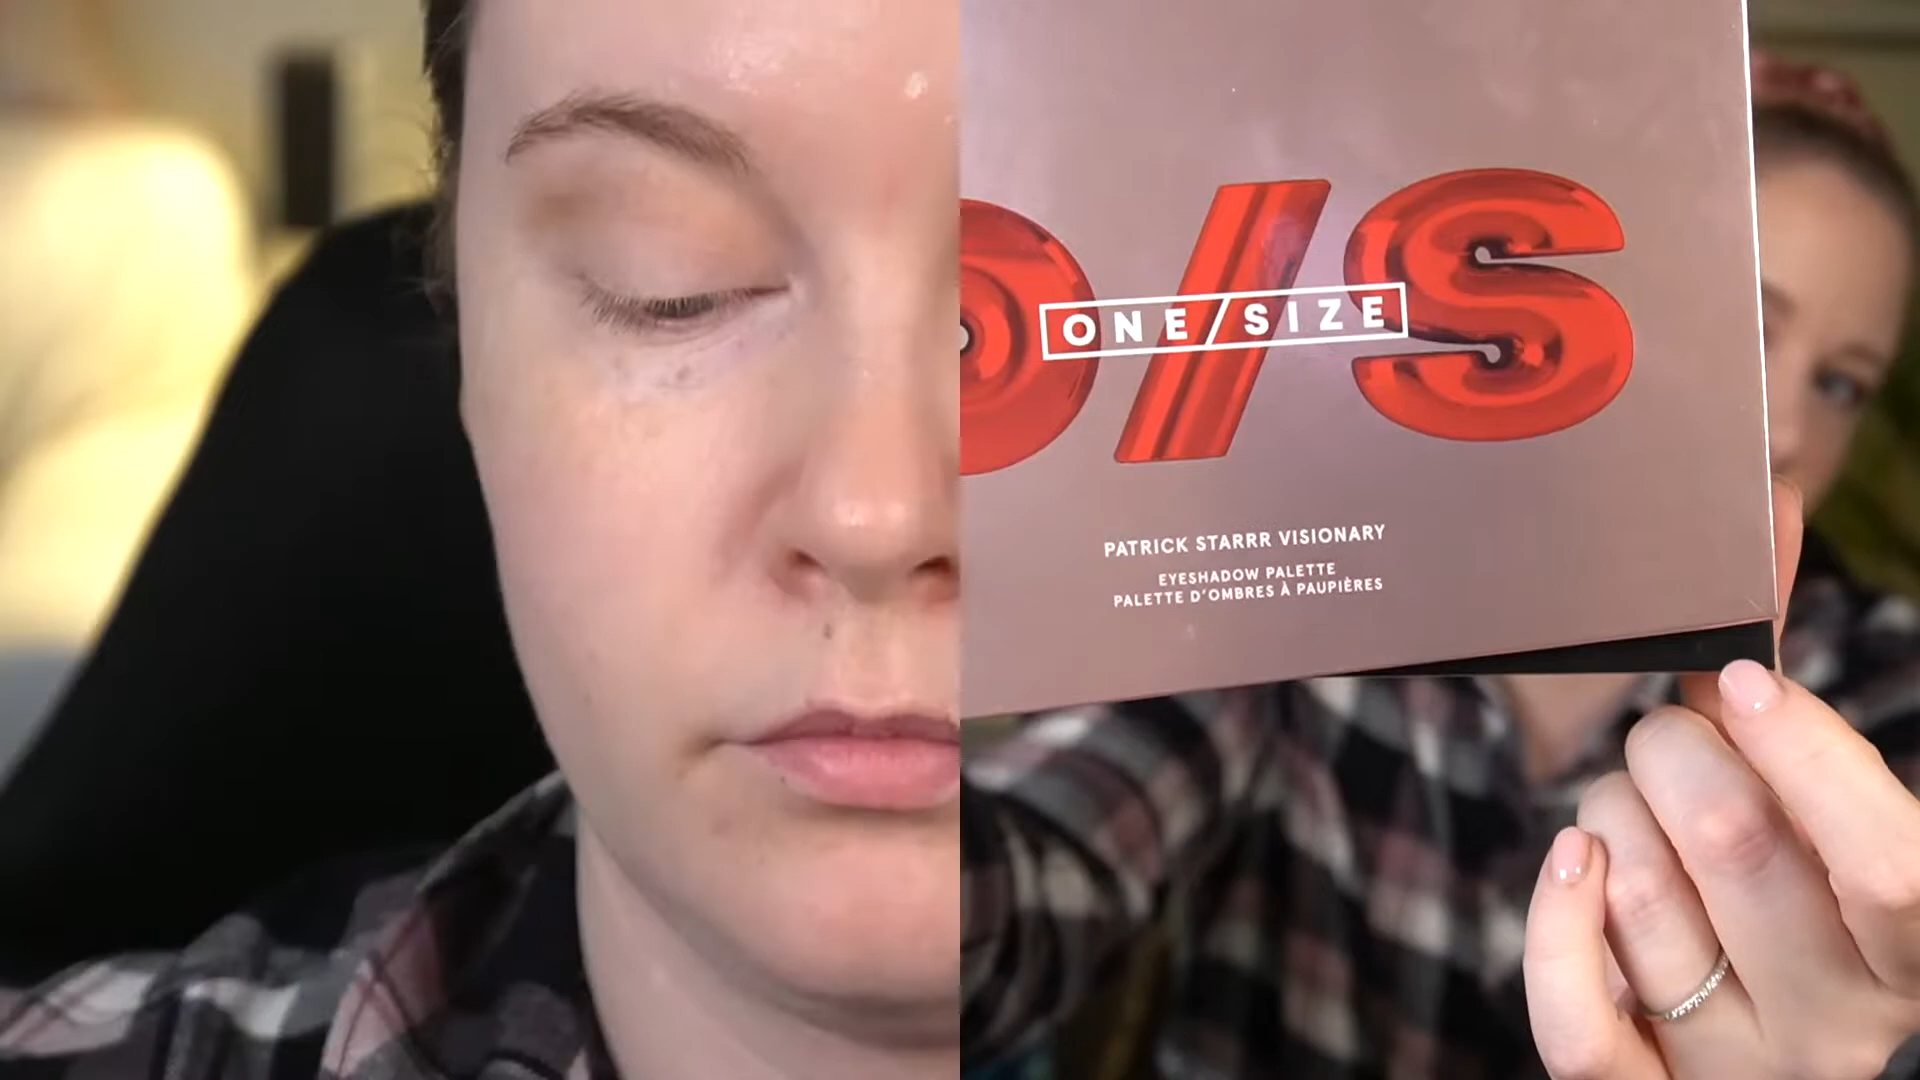 O/S
ONE/SIZE
PATRICK STARRR VISIONARY
EYESHADOW PALETTE
PALETTE D'OMBRES À PAUPIÈRES